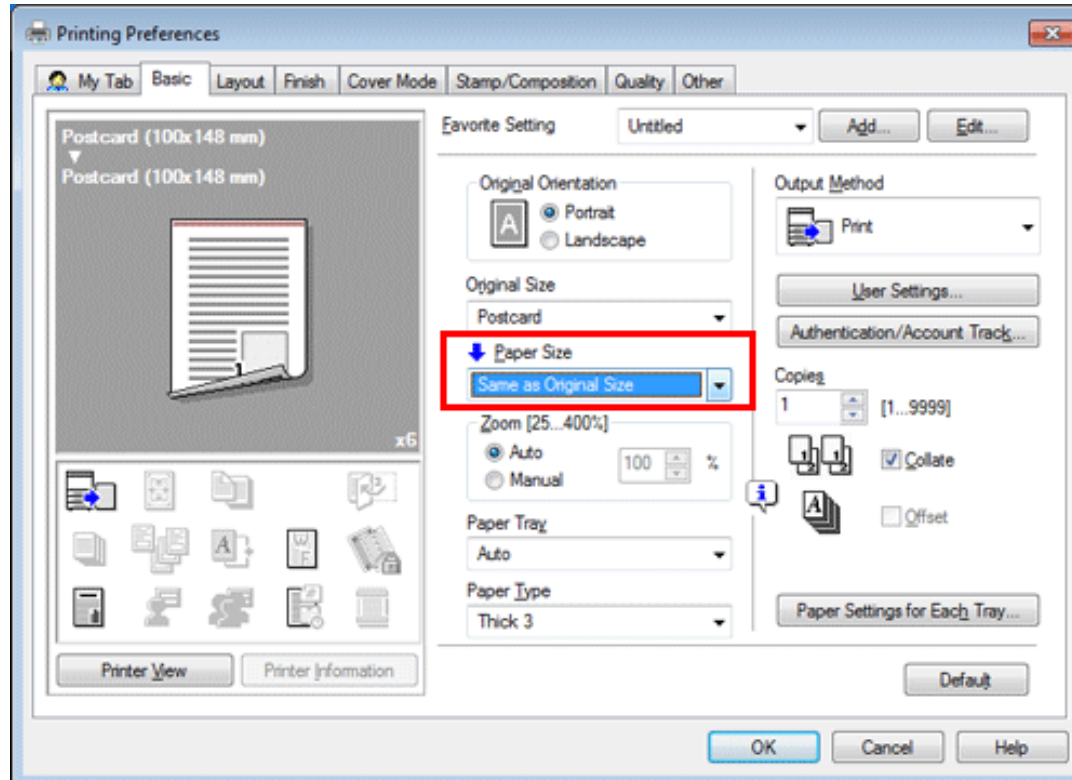 Printing Preferences
My Tab Basic Layout Finish Cover Mode Stamp/Composition Quality Other
Postcard (100x148 mm)
Postcard (100x148 mm)
1
x6
Printer View Printer Information
Favorite Setting Untitled Add... Edit...
Original Orientation
A
Portrait
Landscape
Original Size
Postcard
Paper Size
Same as Original Size
Zoom [25...400%]
Auto
Manual
100 %
Paper Tray
Auto
Paper Type
Thick 3
Output Method
Print
User Settings...
Authentication/Account Track...
Copies
1 [1...9999]
Collate
Offset
Paper Settings for Each Tray...
Default
OK Cancel Help